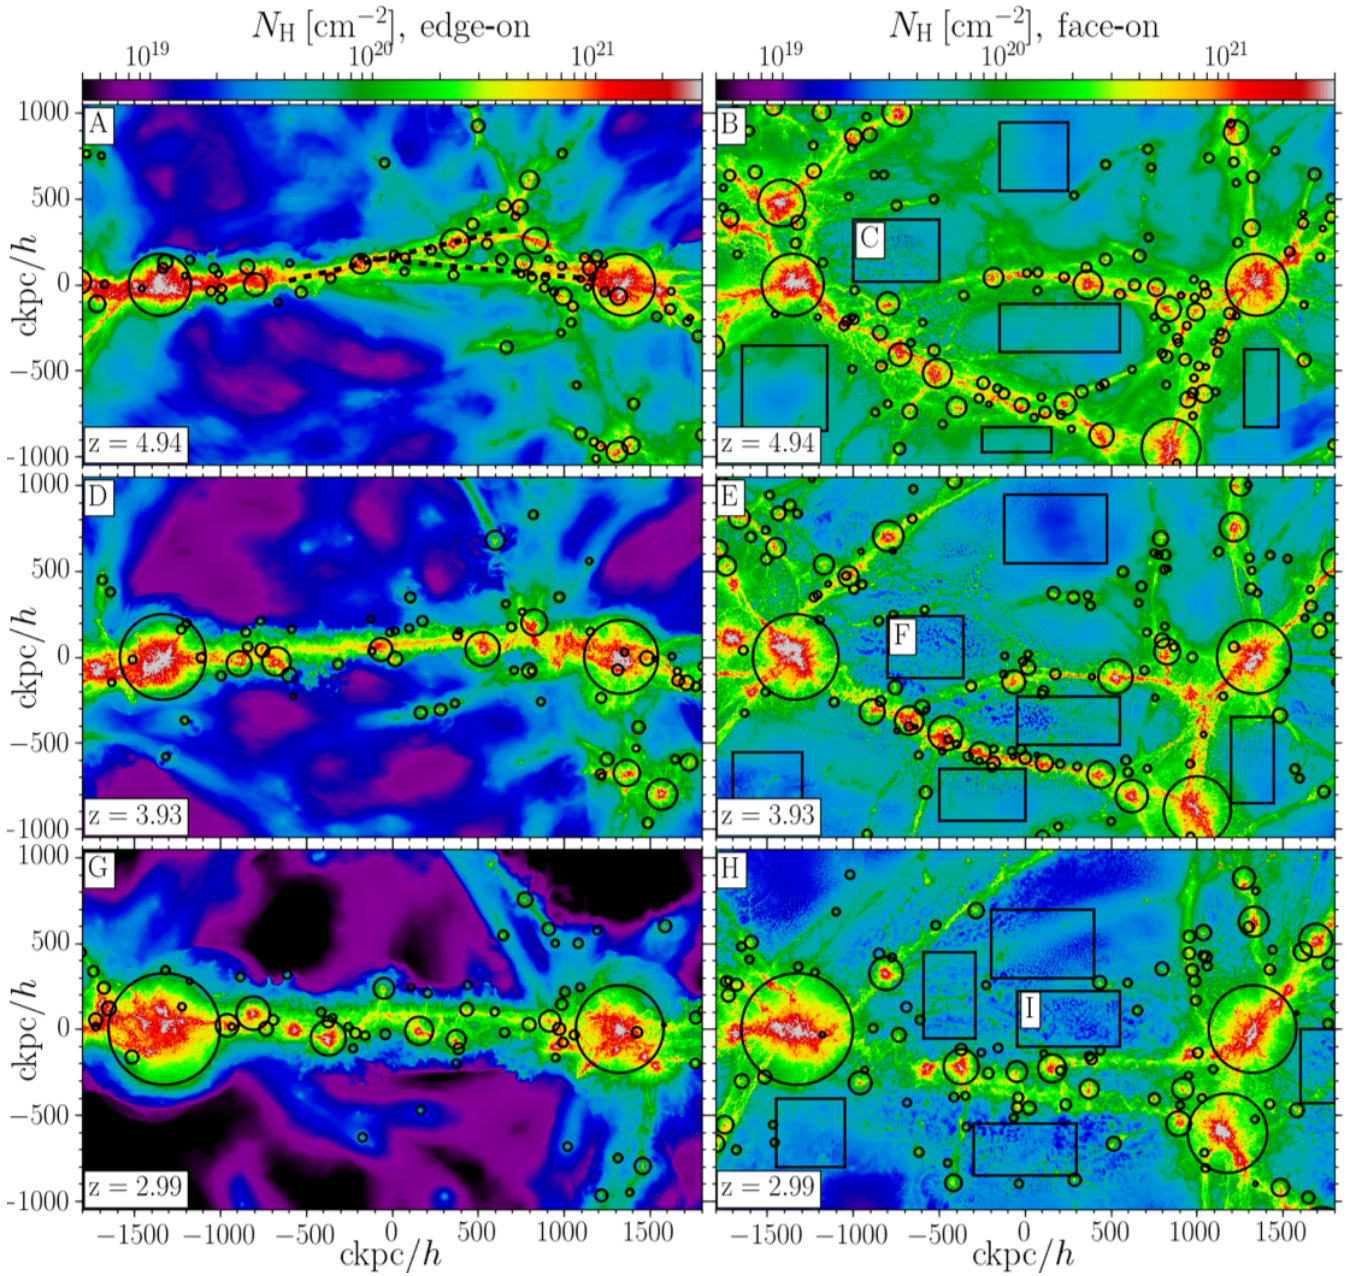 N_H [cm^−2], edge-on
N_H [cm^−2], face-on
10^19 10^20 10^21
10^19 10^20 10^21
A
B
C
1000
500
0
−500
-1000
ckpc/h
z = 4.94
z = 4.94
D
E
F
1000
500
0
−500
-1000
ckpc/h
z = 3.93
z = 3.93
G
H
I
1000
500
0
−500
-1000
ckpc/h
z = 2.99
z = 2.99
−1500 −1000 −500 0 500 1000 1500
−1500 −1000 −500 0 500 1000 1500
ckpc/h
ckpc/h